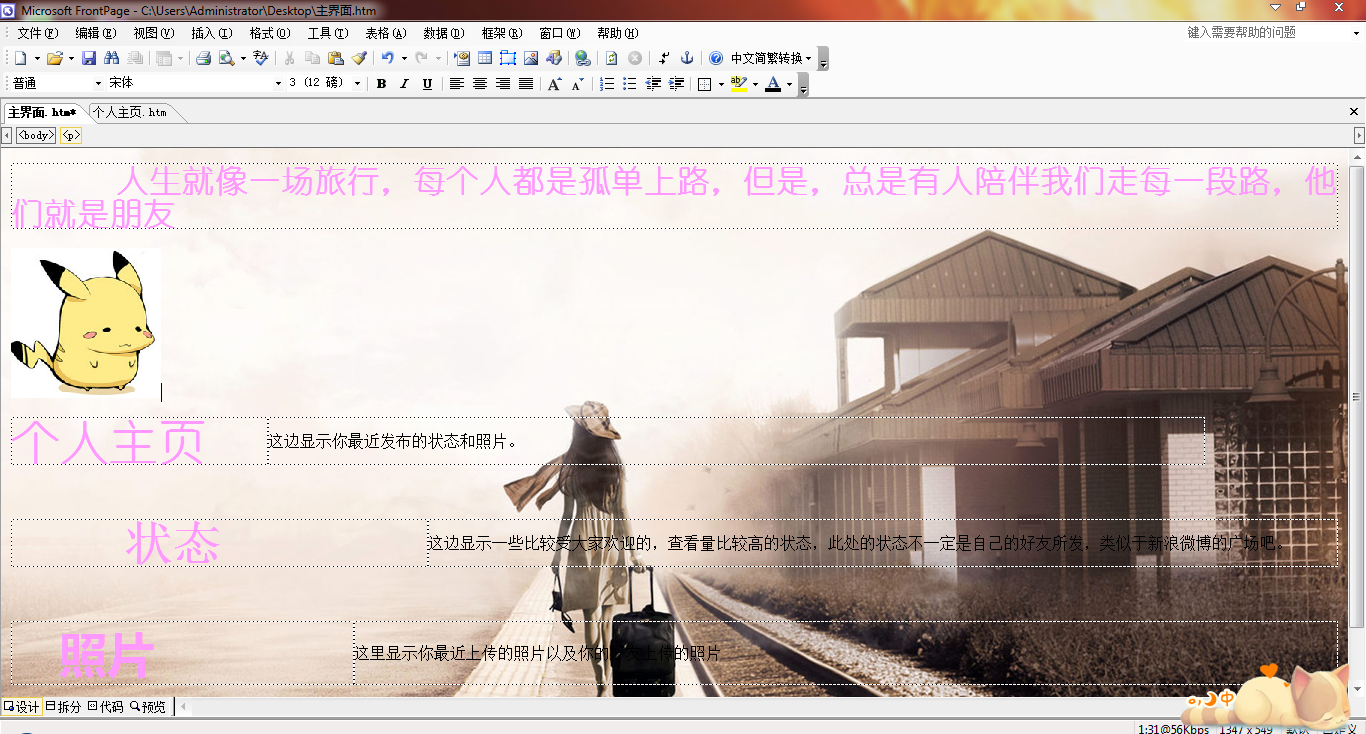 Microsoft FrontPage - C:\Users\Administrator\Desktop\主界面.htm
文件(F) 编辑(E) 视图(V) 插入(I) 格式(O) 工具(T) 表格(A) 数据(D) 框架(R) 窗口(W) 帮助(H) 键入需要帮助的问题
中文简繁转换
普通 宋体 3 (12 磅) B I U A A ab A
主界面.htm* 个人主页.htm
<body> <p>
人生就像一场旅行，每个人都是孤单上路，但是，总是有人陪伴我们走每一段路，他
们就是朋友
个人主页 这边显示你最近发布的状态和照片。
状态 这边显示一些比较受大家欢迎的，查看量比较高的状态，此处的状态不一定是自己的好友所发，类似于新浪微博的广场吧。
照片 这里显示你最近上传的照片以及你的友上传的照片
设计 拆分 代码 预览
中
1:31@56Kbps 1347 x 549 默认 自定义